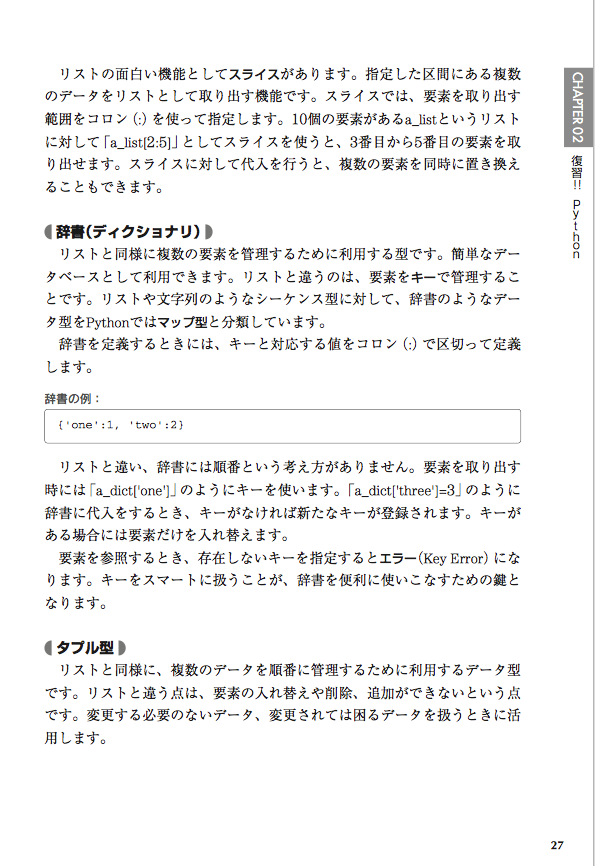 リストの面白い機能としてスライスがあります。指定した区間にある複数
のデータをリストとして取り出す機能です。スライスでは、要素を取り出す
範囲をコロン(:)を使って指定します。10個の要素があるa_listというリスト
に対して「a_list[2:5]」としてスライスを使うと、3番目から5番目の要素を取
り出せます。スライスに対して代入を行うと、複数の要素を同時に置き換え
ることもできます。
辞書(ディクショナリ)
リストと同様に複数の要素を管理するために利用する型です。簡単なデー
タベースとして利用できます。リストと違うのは、要素をキーで管理するこ
とです。リストや文字列のようなシーケンス型に対して、辞書のようなデー
タ型をPythonではマップ型と分類しています。
辞書を定義するときには、キーと対応する値をコロン(:)で区切って定義
します。
辞書の例:
{'one':1, 'two':2}
リストと違い、辞書には順番という考え方がありません。要素を取り出す
時には「a_dict['one']」のようにキーを使います。「a_dict['three']=3」のように
辞書に代入をするとき、キーがなければ新たなキーが登録されます。キーが
ある場合には要素だけを入れ替えます。
要素を参照するとき、存在しないキーを指定するとエラー(Key Error)にな
ります。キーをスマートに扱うことが、辞書を便利に使いこなすための鍵と
なります。
タプル型
リストと同様に、複数のデータを順番に管理するために利用するデータ型
です。リストと違う点は、要素の入れ替えや削除、追加ができないという点
です。変更する必要のないデータ、変更されては困るデータを扱うときに活
用します。
CHAPTER 02
復習!! Python
27